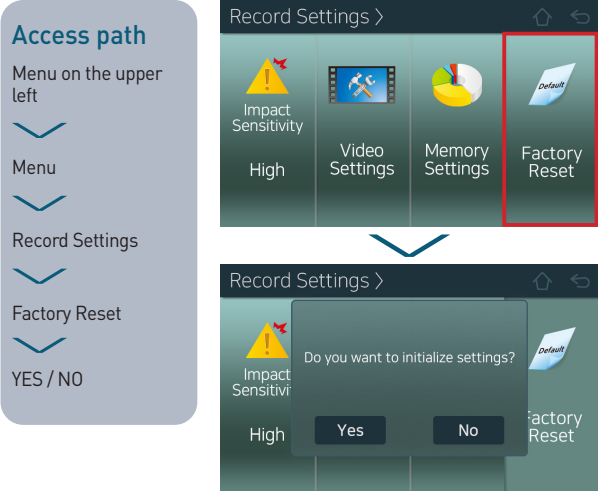 Access path
Menu on the upper
left
Menu
Record Settings
Factory Reset
YES / NO
Record Settings >
Impact
Sensitivity
High
Video
Settings
Memory
Settings
Default
Factory
Reset
Record Settings >
Impact
Sensitivi
High
Do you want to initialize settings?
Yes
No
Default
Factory
Reset